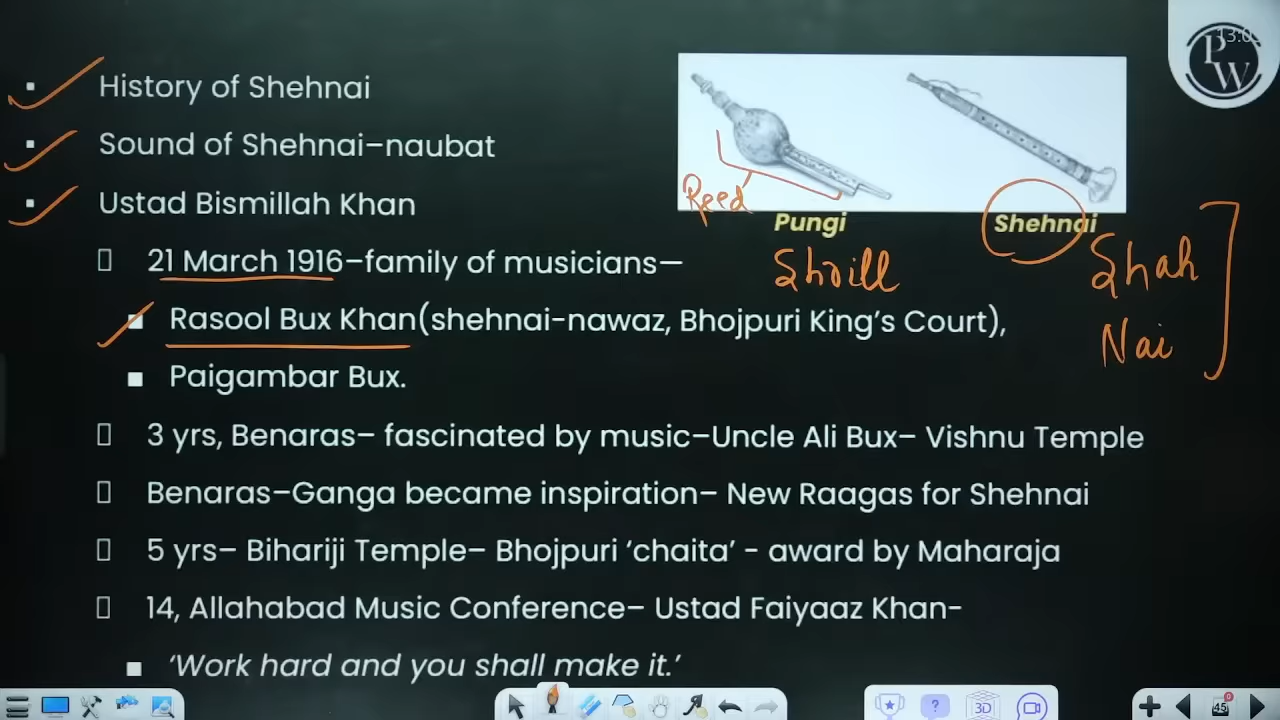 History of Shehnai
Sound of Shehnai–naubat
Ustad Bismillah Khan
21 March 1916–family of musicians—
Rasool Bux Khan(shehnai-nawaz, Bhojpuri King's Court),
Paigambar Bux.
3 yrs, Benaras– fascinated by music–Uncle Ali Bux– Vishnu Temple
Benaras–Ganga became inspiration– New Raagas for Shehnai
5 yrs– Bihariji Temple– Bhojpuri 'chaita' - award by Maharaja
14, Allahabad Music Conference– Ustad Faiyaaz Khan-
'Work hard and you shall make it.'
Reed
Pungi
Shehnai
Shrill
Shah
Nai
PW
3D
45